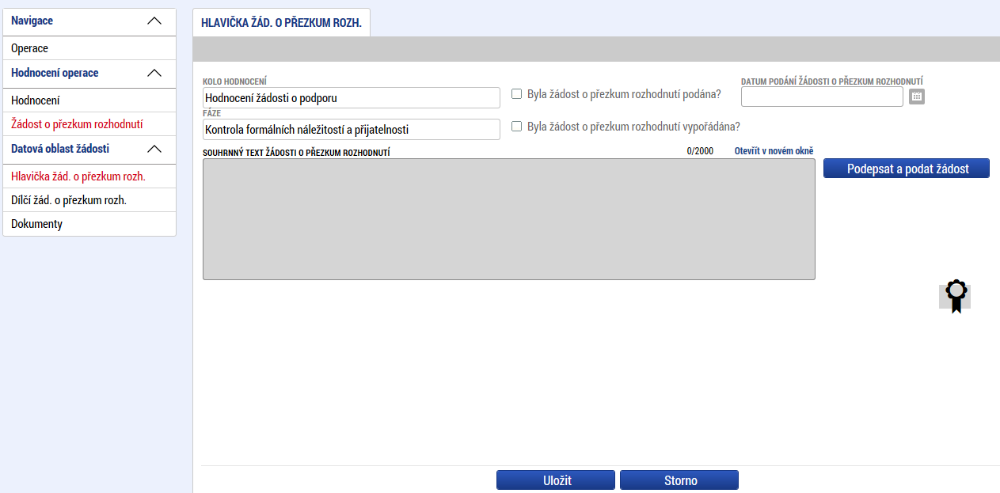 Navigace
Operace
Hodnocení operace
Hodnocení
Žádost o přezkum rozhodnutí
Datová oblast žádosti
Hlavička žád. o přezkum rozh.
Dílčí žád. o přezkum rozh.
Dokumenty
HLAVIČKA ŽÁD. O PŘEZKUM ROZH.
KOLO HODNOCENÍ
Hodnocení žádosti o podporu
Byla žádost o přezkum rozhodnutí podána?
DATUM PODÁNÍ ŽÁDOSTI O PŘEZKUM ROZHODNUTÍ
FÁZE
Kontrola formálních náležitostí a přijatelnosti
Byla žádost o přezkum rozhodnutí vypořádána?
SOUHRNNÝ TEXT ŽÁDOSTI O PŘEZKUM ROZHODNUTÍ
0/2000
Otevřít v novém okně
Podepsat a podat žádost
Uložit
Storno